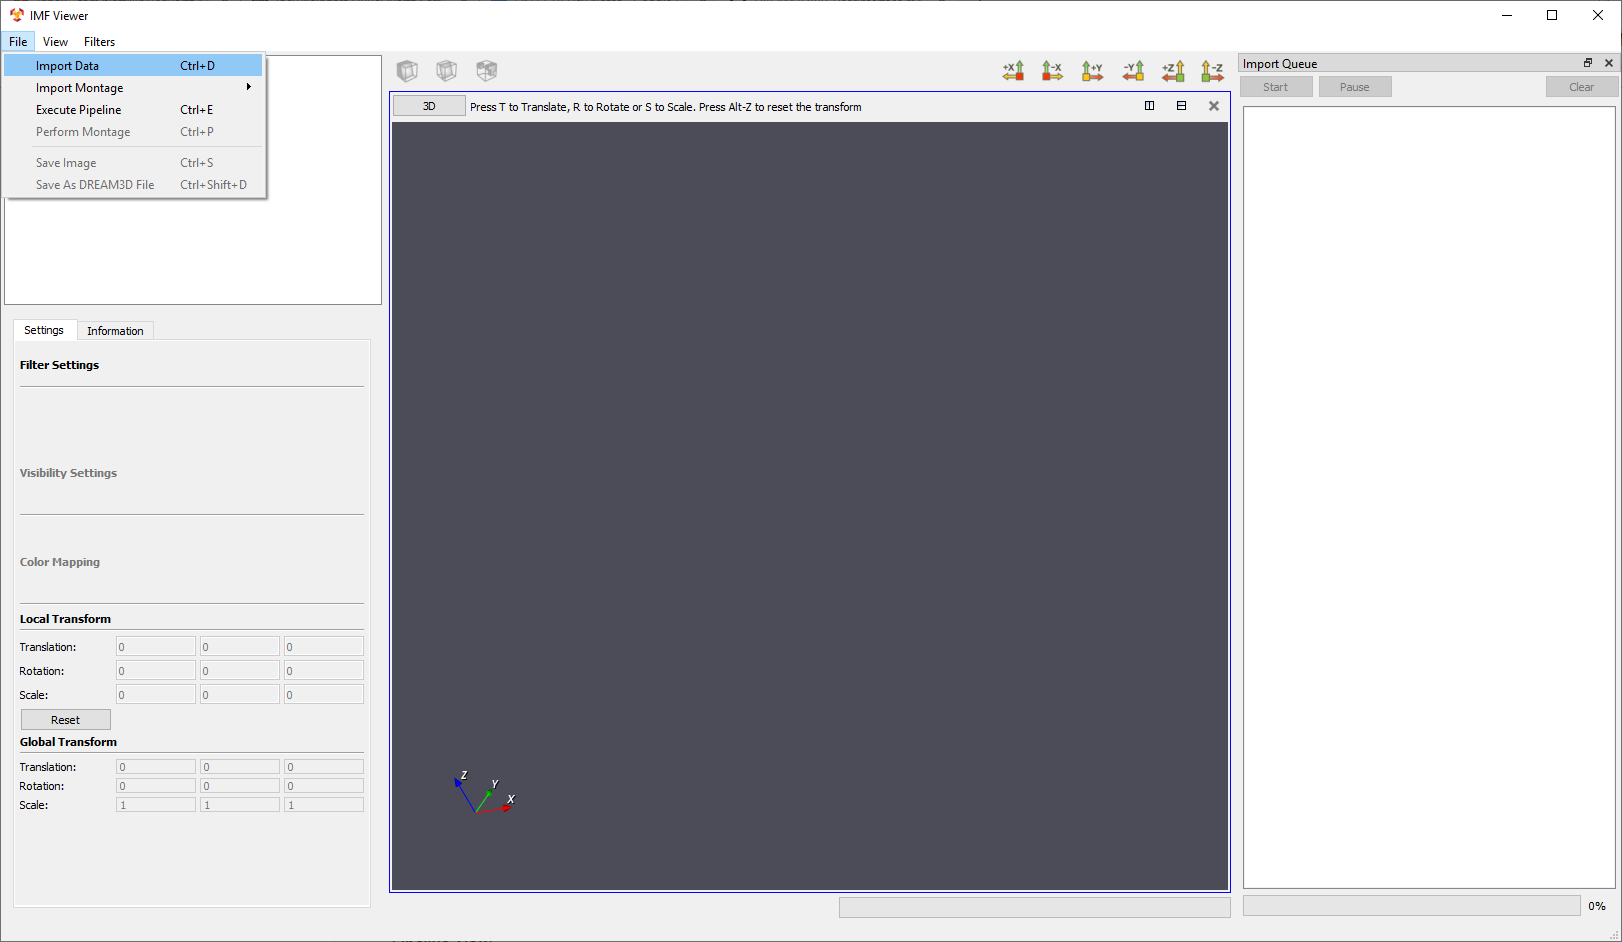 IMF Viewer
File View Filters
Import Data Ctrl+D
Import Montage
Execute Pipeline Ctrl+E
Perform Montage Ctrl+P
Save Image Ctrl+S
Save As DREAM3D File Ctrl+Shift+D
+X -X +Y -Y +Z -Z
3D Press T to Translate, R to Rotate or S to Scale. Press Alt-Z to reset the transform
Z
Y
X
Import Queue
Start Pause Clear
0%
Settings Information
Filter Settings
Visibility Settings
Color Mapping
Local Transform
Translation: 0 0 0
Rotation: 0 0 0
Scale: 0 0 0
Reset
Global Transform
Translation: 0 0 0
Rotation: 0 0 0
Scale: 1 1 1